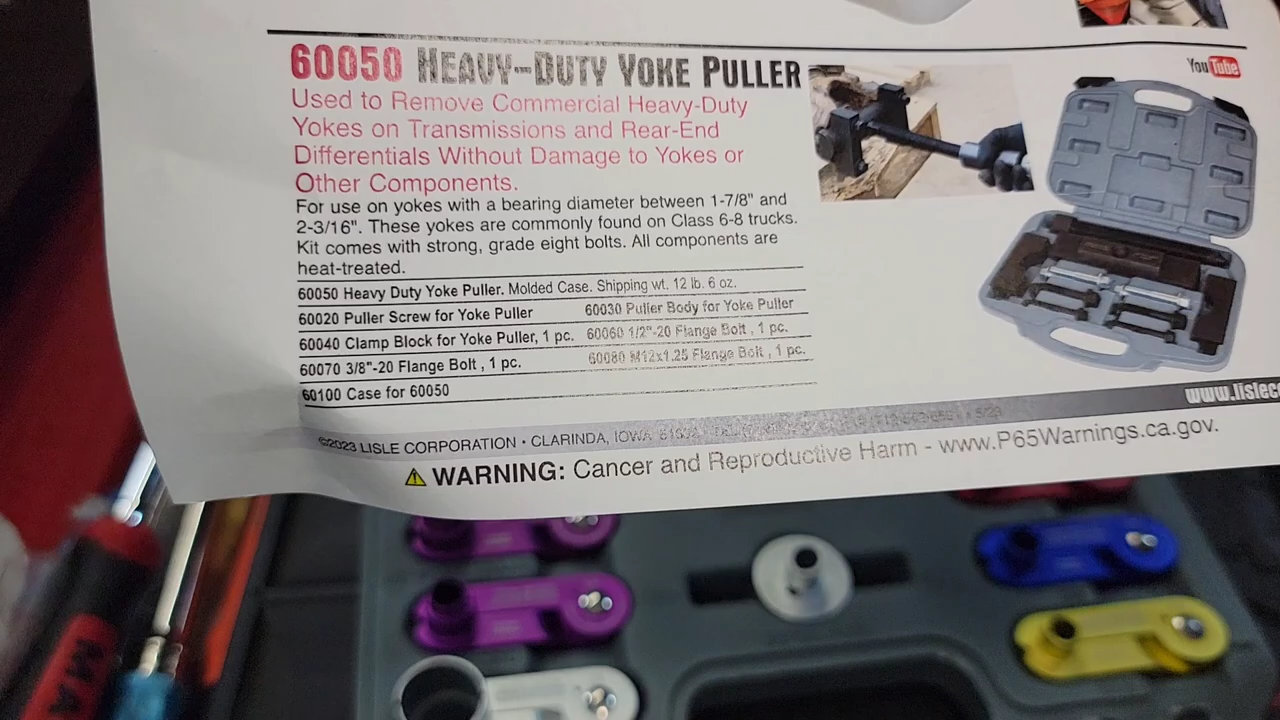 60050 HEAVY-DUTY YOKE PULLER
Used to Remove Commercial Heavy-Duty
Yokes on Transmissions and Rear-End
Differentials Without Damage to Yokes or
Other Components.
For use on yokes with a bearing diameter between 1-7/8" and
2-3/16". These yokes are commonly found on Class 6-8 trucks.
Kit comes with strong, grade eight bolts. All components are
heat-treated.
60050 Heavy Duty Yoke Puller. Molded Case. Shipping wt. 12 lb. 6 oz.
60020 Puller Screw for Yoke Puller 60030 Puller Body for Yoke Puller
60040 Clamp Block for Yoke Puller, 1 pc. 60060 1/2"-20 Flange Bolt , 1 pc.
60070 3/8"-20 Flange Bolt , 1 pc. 60080 M12x1.25 Flange Bolt , 1 pc.
60100 Case for 60050
YouTube
www.lislec
©2023 LISLE CORPORATION • CLARINDA, IOWA
WARNING: Cancer and Reproductive Harm - www.P65Warnings.ca.gov.
MA